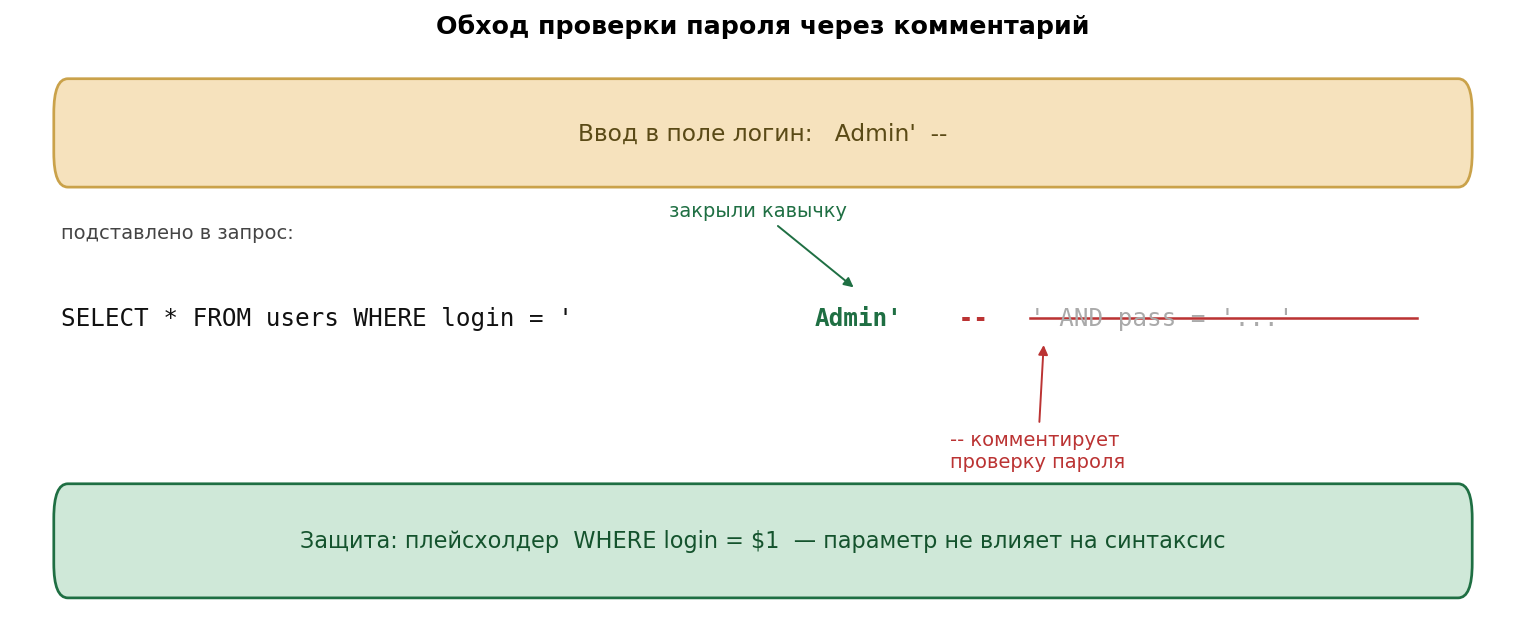 Обход проверки пароля через комментарий
Ввод в поле логин:   Admin'  --
закрыли кавычку
подставлено в запрос:
SELECT * FROM users WHERE login = ' Admin' -- ' AND pass = '...'
-- комментирует
проверку пароля
Защита: плейсхолдер  WHERE login = $1  — параметр не влияет на синтаксис